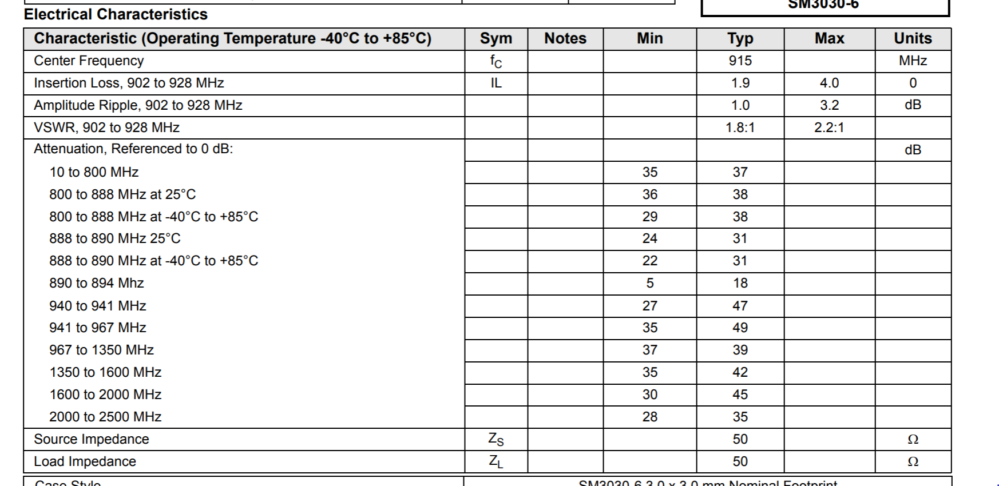 SM3030-6
Electrical Characteristics
Characteristic (Operating Temperature -40°C to +85°C) Sym Notes Min Typ Max Units
Center Frequency fC 915 MHz
Insertion Loss, 902 to 928 MHz IL 1.9 4.0 0
Amplitude Ripple, 902 to 928 MHz 1.0 3.2 dB
VSWR, 902 to 928 MHz 1.8:1 2.2:1
Attenuation, Referenced to 0 dB: dB
10 to 800 MHz 35 37
800 to 888 MHz at 25°C 36 38
800 to 888 MHz at -40°C to +85°C 29 38
888 to 890 MHz 25°C 24 31
888 to 890 MHz at -40°C to +85°C 22 31
890 to 894 Mhz 5 18
940 to 941 MHz 27 47
941 to 967 MHz 35 49
967 to 1350 MHz 37 39
1350 to 1600 MHz 35 42
1600 to 2000 MHz 30 45
2000 to 2500 MHz 28 35
Source Impedance ZS 50 Ω
Load Impedance ZL 50 Ω
Case Style SM3030-6 3.0 x 3.0 mm Nominal Footprint